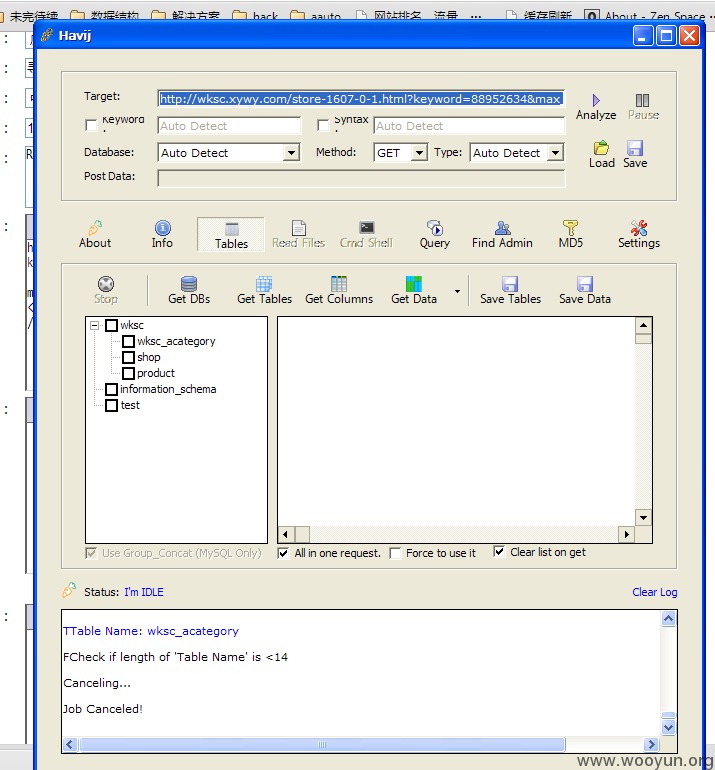 未完待续 数据结构 解决方案 hack aauto 网站排名、流量 ... 缓存刷新 About - Zen Space
Havij
Target: http://wksc.xywy.com/store-1607-0-1.html?keyword=88952634&max
Analyze Pause
Keyword Auto Detect Syntax Auto Detect
Database: Auto Detect Method: GET Type: Auto Detect
Load Save
Post Data:
About Info Tables Read Files Cmd Shell Query Find Admin MD5 Settings
Stop Get DBs Get Tables Get Columns Get Data Save Tables Save Data
wksc
wksc_acategory
shop
product
information_schema
test
Use Group_Concat (MySQL Only) All in one request. Force to use it Clear list on get
Status: I'm IDLE Clear Log
TTable Name: wksc_acategory
FCheck if length of 'Table Name' is <14
Canceling...
Job Canceled!
www.wooyun.org